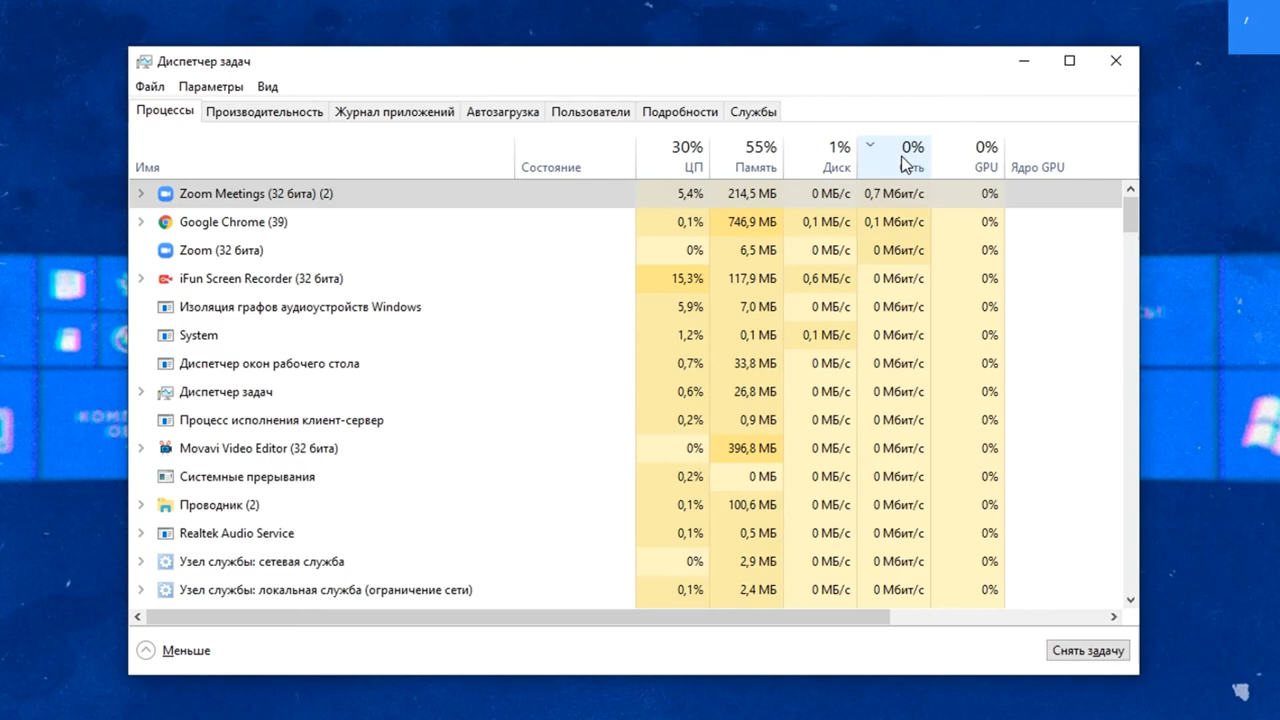 Диспетчер задач
Файл Параметры Вид
Процессы Производительность Журнал приложений Автозагрузка Пользователи Подробности Службы
30% 55% 1% 0% 0%
Имя Состояние ЦП Память Диск GPU Ядро GPU
Zoom Meetings (32 бита) (2) 5,4% 214,5 МБ 0 МБ/с 0,7 Мбит/с 0%
Google Chrome (39) 0,1% 746,9 МБ 0,1 МБ/с 0,1 Мбит/с 0%
Zoom (32 бита) 0% 6,5 МБ 0 МБ/с 0 Мбит/с 0%
iFun Screen Recorder (32 бита) 15,3% 117,9 МБ 0,6 МБ/с 0 Мбит/с 0%
Изоляция графов аудиоустройств Windows 5,9% 7,0 МБ 0 МБ/с 0 Мбит/с 0%
System 1,2% 0,1 МБ 0,1 МБ/с 0 Мбит/с 0%
Диспетчер окон рабочего стола 0,7% 33,8 МБ 0 МБ/с 0 Мбит/с 0%
Диспетчер задач 0,6% 26,8 МБ 0 МБ/с 0 Мбит/с 0%
Процесс исполнения клиент-сервер 0,2% 0,9 МБ 0 МБ/с 0 Мбит/с 0%
Movavi Video Editor (32 бита) 0% 396,8 МБ 0 МБ/с 0 Мбит/с 0%
Системные прерывания 0,2% 0 МБ 0 МБ/с 0 Мбит/с 0%
Проводник (2) 0,1% 100,6 МБ 0 МБ/с 0 Мбит/с 0%
Realtek Audio Service 0,1% 0,5 МБ 0 МБ/с 0 Мбит/с 0%
Узел службы: сетевая служба 0% 2,9 МБ 0 МБ/с 0 Мбит/с 0%
Узел службы: локальная служба (ограничение сети) 0,1% 2,4 МБ 0 МБ/с 0 Мбит/с 0%
Меньше Снять задачу